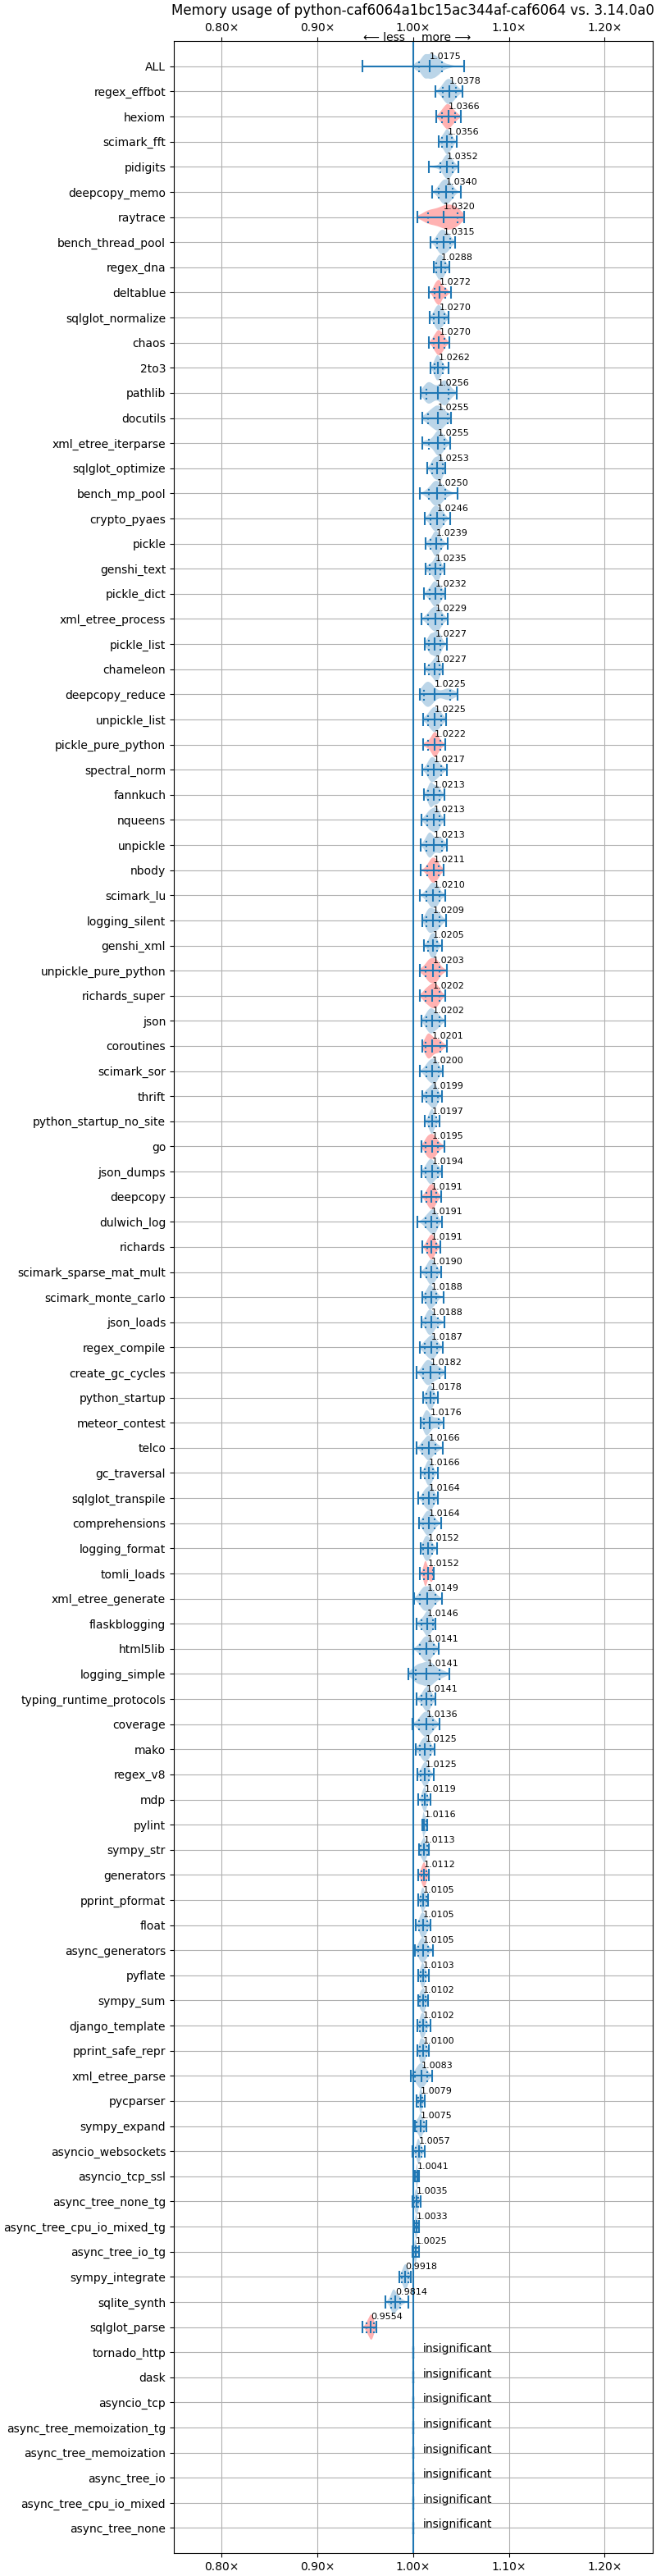 Memory usage of python-caf6064a1bc15ac344af-caf6064 vs. 3.14.0a0
0.80× 0.90× 1.00× 1.10× 1.20×
⟵ less more ⟶
ALL 1.0175
regex_effbot 1.0378
hexiom 1.0366
scimark_fft 1.0356
pidigits 1.0352
deepcopy_memo 1.0340
raytrace 1.0320
bench_thread_pool 1.0315
regex_dna 1.0288
deltablue 1.0272
sqlglot_normalize 1.0270
chaos 1.0270
2to3 1.0262
pathlib 1.0256
docutils 1.0255
xml_etree_iterparse 1.0255
sqlglot_optimize 1.0253
bench_mp_pool 1.0250
crypto_pyaes 1.0246
pickle 1.0239
genshi_text 1.0235
pickle_dict 1.0232
xml_etree_process 1.0229
pickle_list 1.0227
chameleon 1.0227
deepcopy_reduce 1.0225
unpickle_list 1.0225
pickle_pure_python 1.0222
spectral_norm 1.0217
fannkuch 1.0213
nqueens 1.0213
unpickle 1.0213
nbody 1.0211
scimark_lu 1.0210
logging_silent 1.0209
genshi_xml 1.0205
unpickle_pure_python 1.0203
richards_super 1.0202
json 1.0202
coroutines 1.0201
scimark_sor 1.0200
thrift 1.0199
python_startup_no_site 1.0197
go 1.0195
json_dumps 1.0194
deepcopy 1.0191
dulwich_log 1.0191
richards 1.0191
scimark_sparse_mat_mult 1.0190
scimark_monte_carlo 1.0188
json_loads 1.0188
regex_compile 1.0187
create_gc_cycles 1.0182
python_startup 1.0178
meteor_contest 1.0176
telco 1.0166
gc_traversal 1.0166
sqlglot_transpile 1.0164
comprehensions 1.0164
logging_format 1.0152
tomli_loads 1.0152
xml_etree_generate 1.0149
flaskblogging 1.0146
html5lib 1.0141
logging_simple 1.0141
typing_runtime_protocols 1.0141
coverage 1.0136
mako 1.0125
regex_v8 1.0125
mdp 1.0119
pylint 1.0116
sympy_str 1.0113
generators 1.0112
pprint_pformat 1.0105
float 1.0105
async_generators 1.0105
pyflate 1.0103
sympy_sum 1.0102
django_template 1.0102
pprint_safe_repr 1.0100
xml_etree_parse 1.0083
pycparser 1.0079
sympy_expand 1.0075
asyncio_websockets 1.0057
asyncio_tcp_ssl 1.0041
async_tree_none_tg 1.0035
async_tree_cpu_io_mixed_tg 1.0033
async_tree_io_tg 1.0025
sympy_integrate 0.9918
sqlite_synth 0.9814
sqlglot_parse 0.9554
tornado_http insignificant
dask insignificant
asyncio_tcp insignificant
async_tree_memoization_tg insignificant
async_tree_memoization insignificant
async_tree_io insignificant
async_tree_cpu_io_mixed insignificant
async_tree_none insignificant
0.80× 0.90× 1.00× 1.10× 1.20×